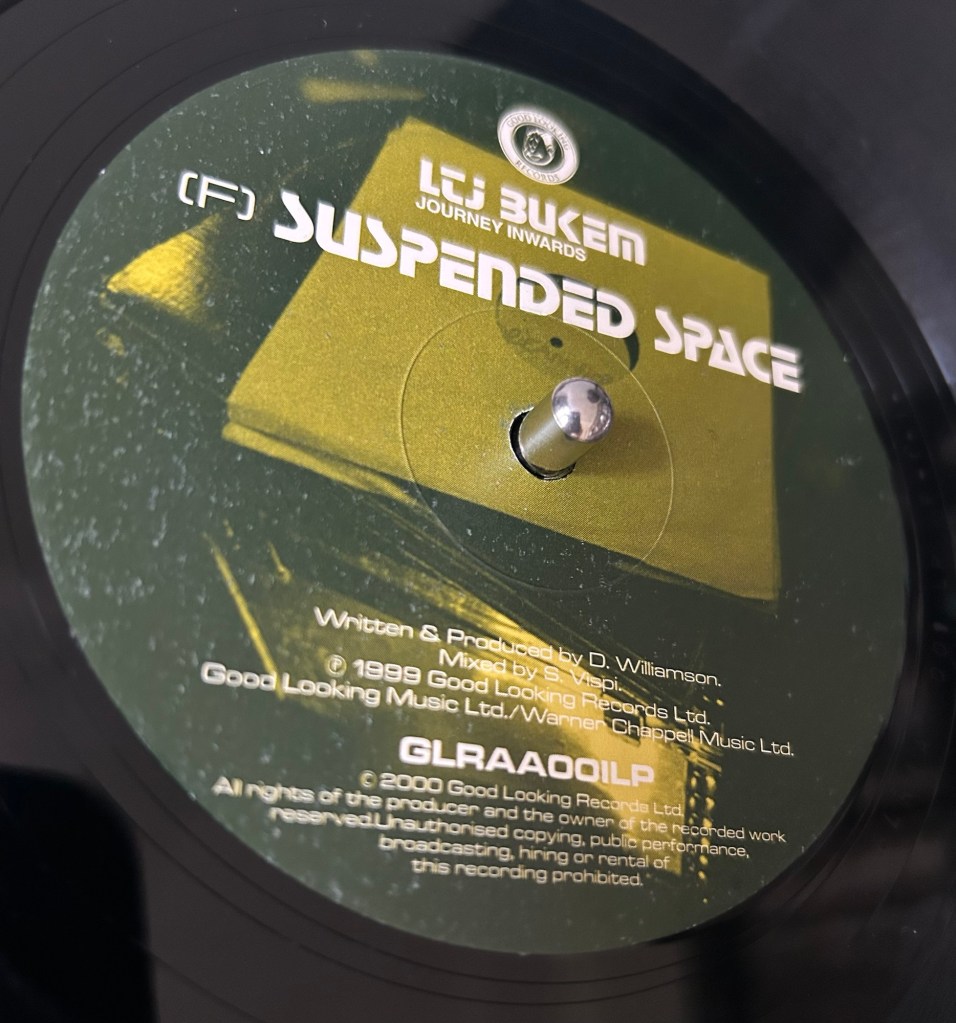 GOOD LOOKING
RECORDS
LTJ BUKEM
JOURNEY INWARDS
(F) SUSPENDED SPACE
Written & Produced by D. Williamson.
Mixed by S. Vispi.
℗ 1999 Good Looking Records Ltd.
Good Looking Music Ltd./Warner Chappell Music Ltd.
GLRAA001LP
© 2000 Good Looking Records Ltd.
All rights of the producer and the owner of the recorded work
reserved.Unauthorised copying, public performance,
broadcasting, hiring or rental of
this recording prohibited.